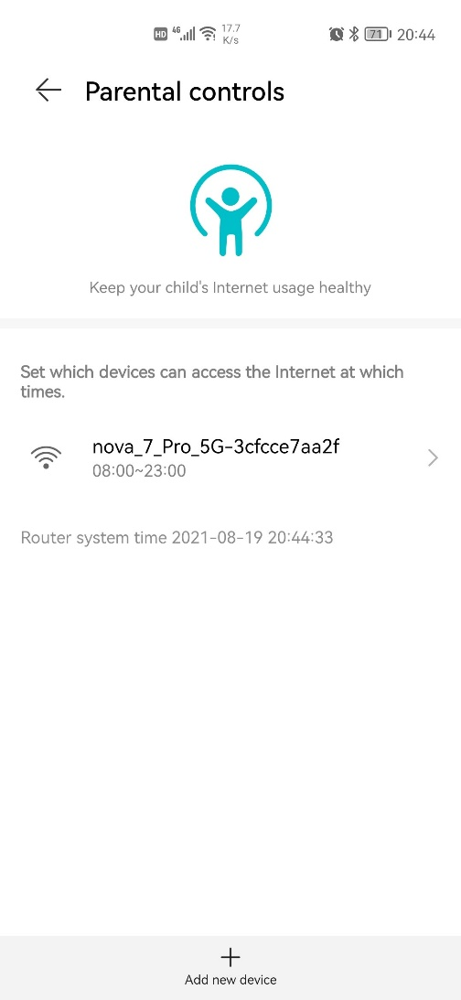 HD 4G 17.7 K/s 71 20:44
Parental controls
Keep your child's Internet usage healthy
Set which devices can access the Internet at which
times.
nova_7_Pro_5G-3cfcce7aa2f
08:00~23:00
Router system time 2021-08-19 20:44:33
Add new device